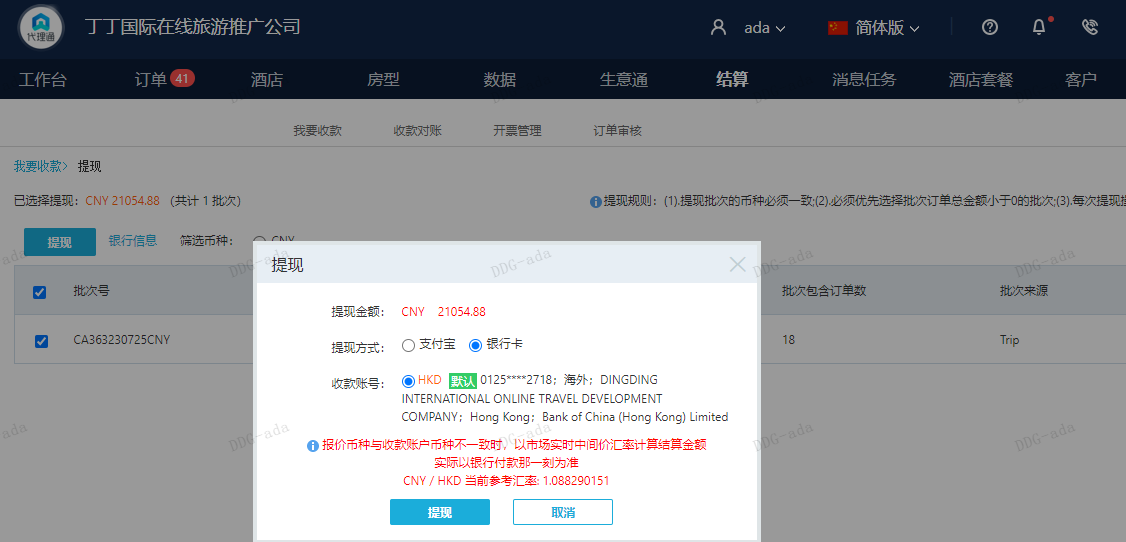 代理通
丁丁国际在线旅游推广公司
ada
简体版
工作台 订单 41 酒店 房型 数据 生意通 结算 消息任务 酒店套餐 客户
我要收款 收款对账 开票管理 订单审核
我要收款> 提现
已选择提现：CNY 21054.88 (共计 1 批次)
提现规则：(1).提现批次的币种必须一致;(2).必须优先选择批次订单总金额小于0的批次;(3).每次提现
提现 银行信息 筛选币种： CNY
提现
批次号 批次包含订单数 批次来源
CA363230725CNY 18 Trip
提现金额： CNY 21054.88
提现方式： 支付宝 银行卡
收款账号： HKD 默认 0125****2718；海外；DINGDING
INTERNATIONAL ONLINE TRAVEL DEVELOPMENT
COMPANY；Hong Kong；Bank of China (Hong Kong) Limited
报价币种与收款账户币种不一致时，以市场实时中间价汇率计算结算金额
实际以银行付款那一刻为准
CNY / HKD 当前参考汇率: 1.088290151
提现 取消
DDG-ada
DDG-ada
DDG-ada
DDG-ada
DDG-ada
DDG-ada